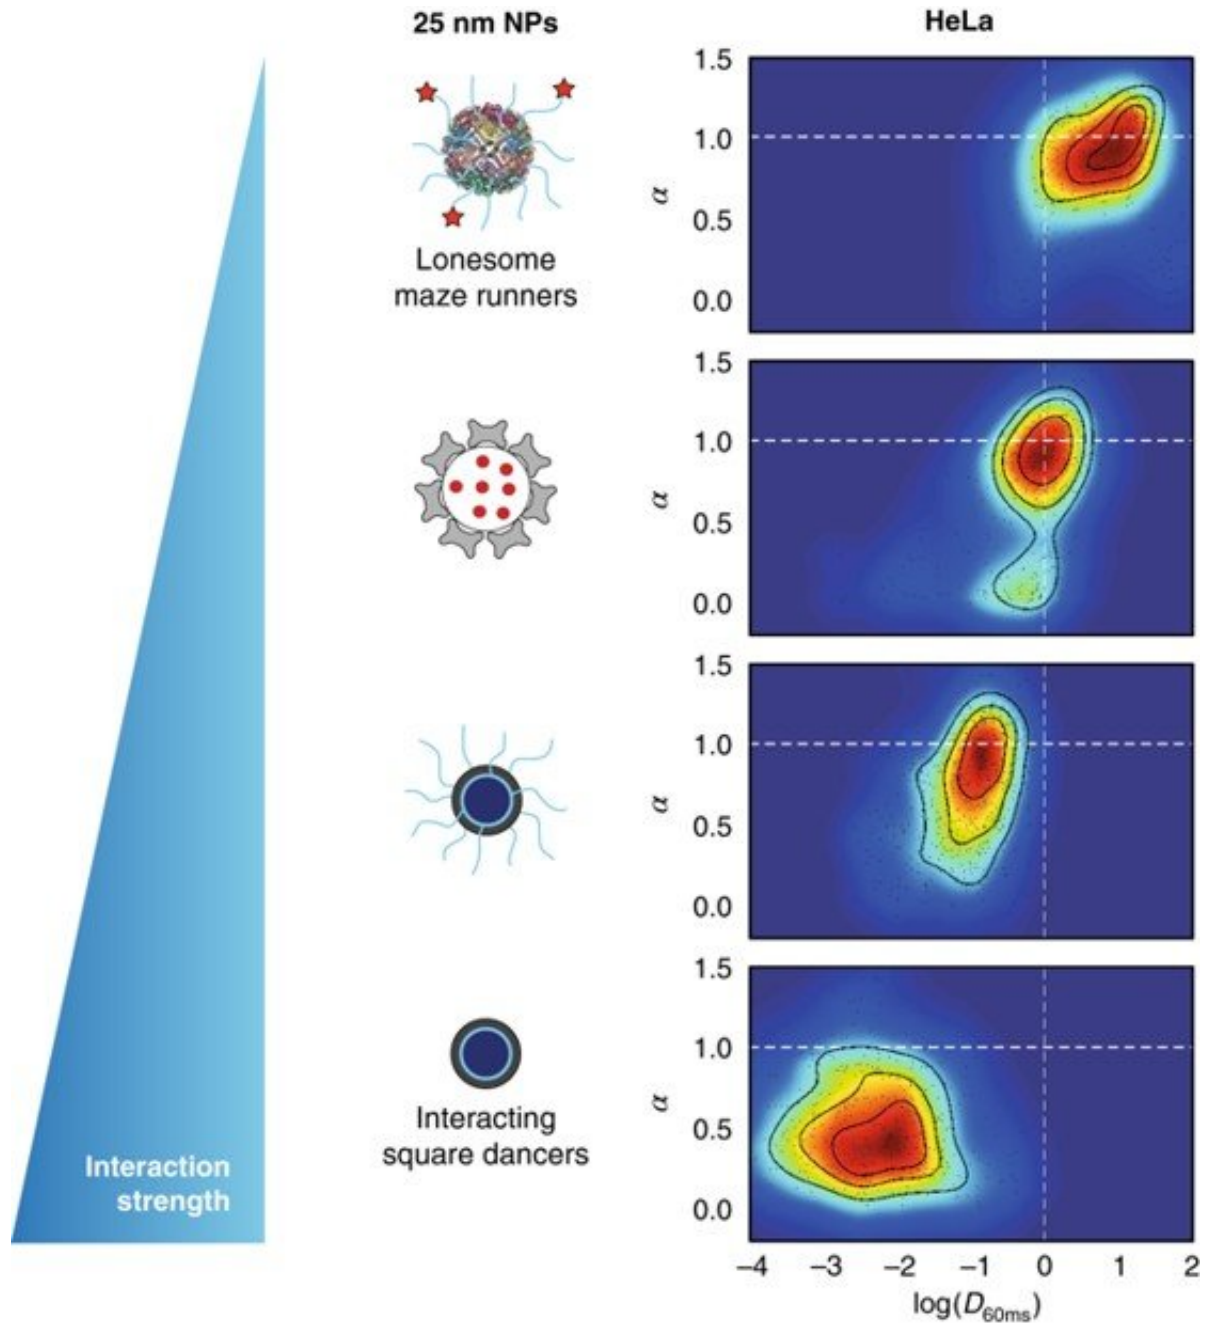 25 nm NPs
HeLa
1.5
1.0
α
0.5
0.0
Lonesome
maze runners
1.5
1.0
α
0.5
0.0
1.5
1.0
α
0.5
0.0
1.5
1.0
α
0.5
0.0
Interacting
square dancers
Interaction
strength
−4 −3 −2 −1 0 1 2
log(D60ms)